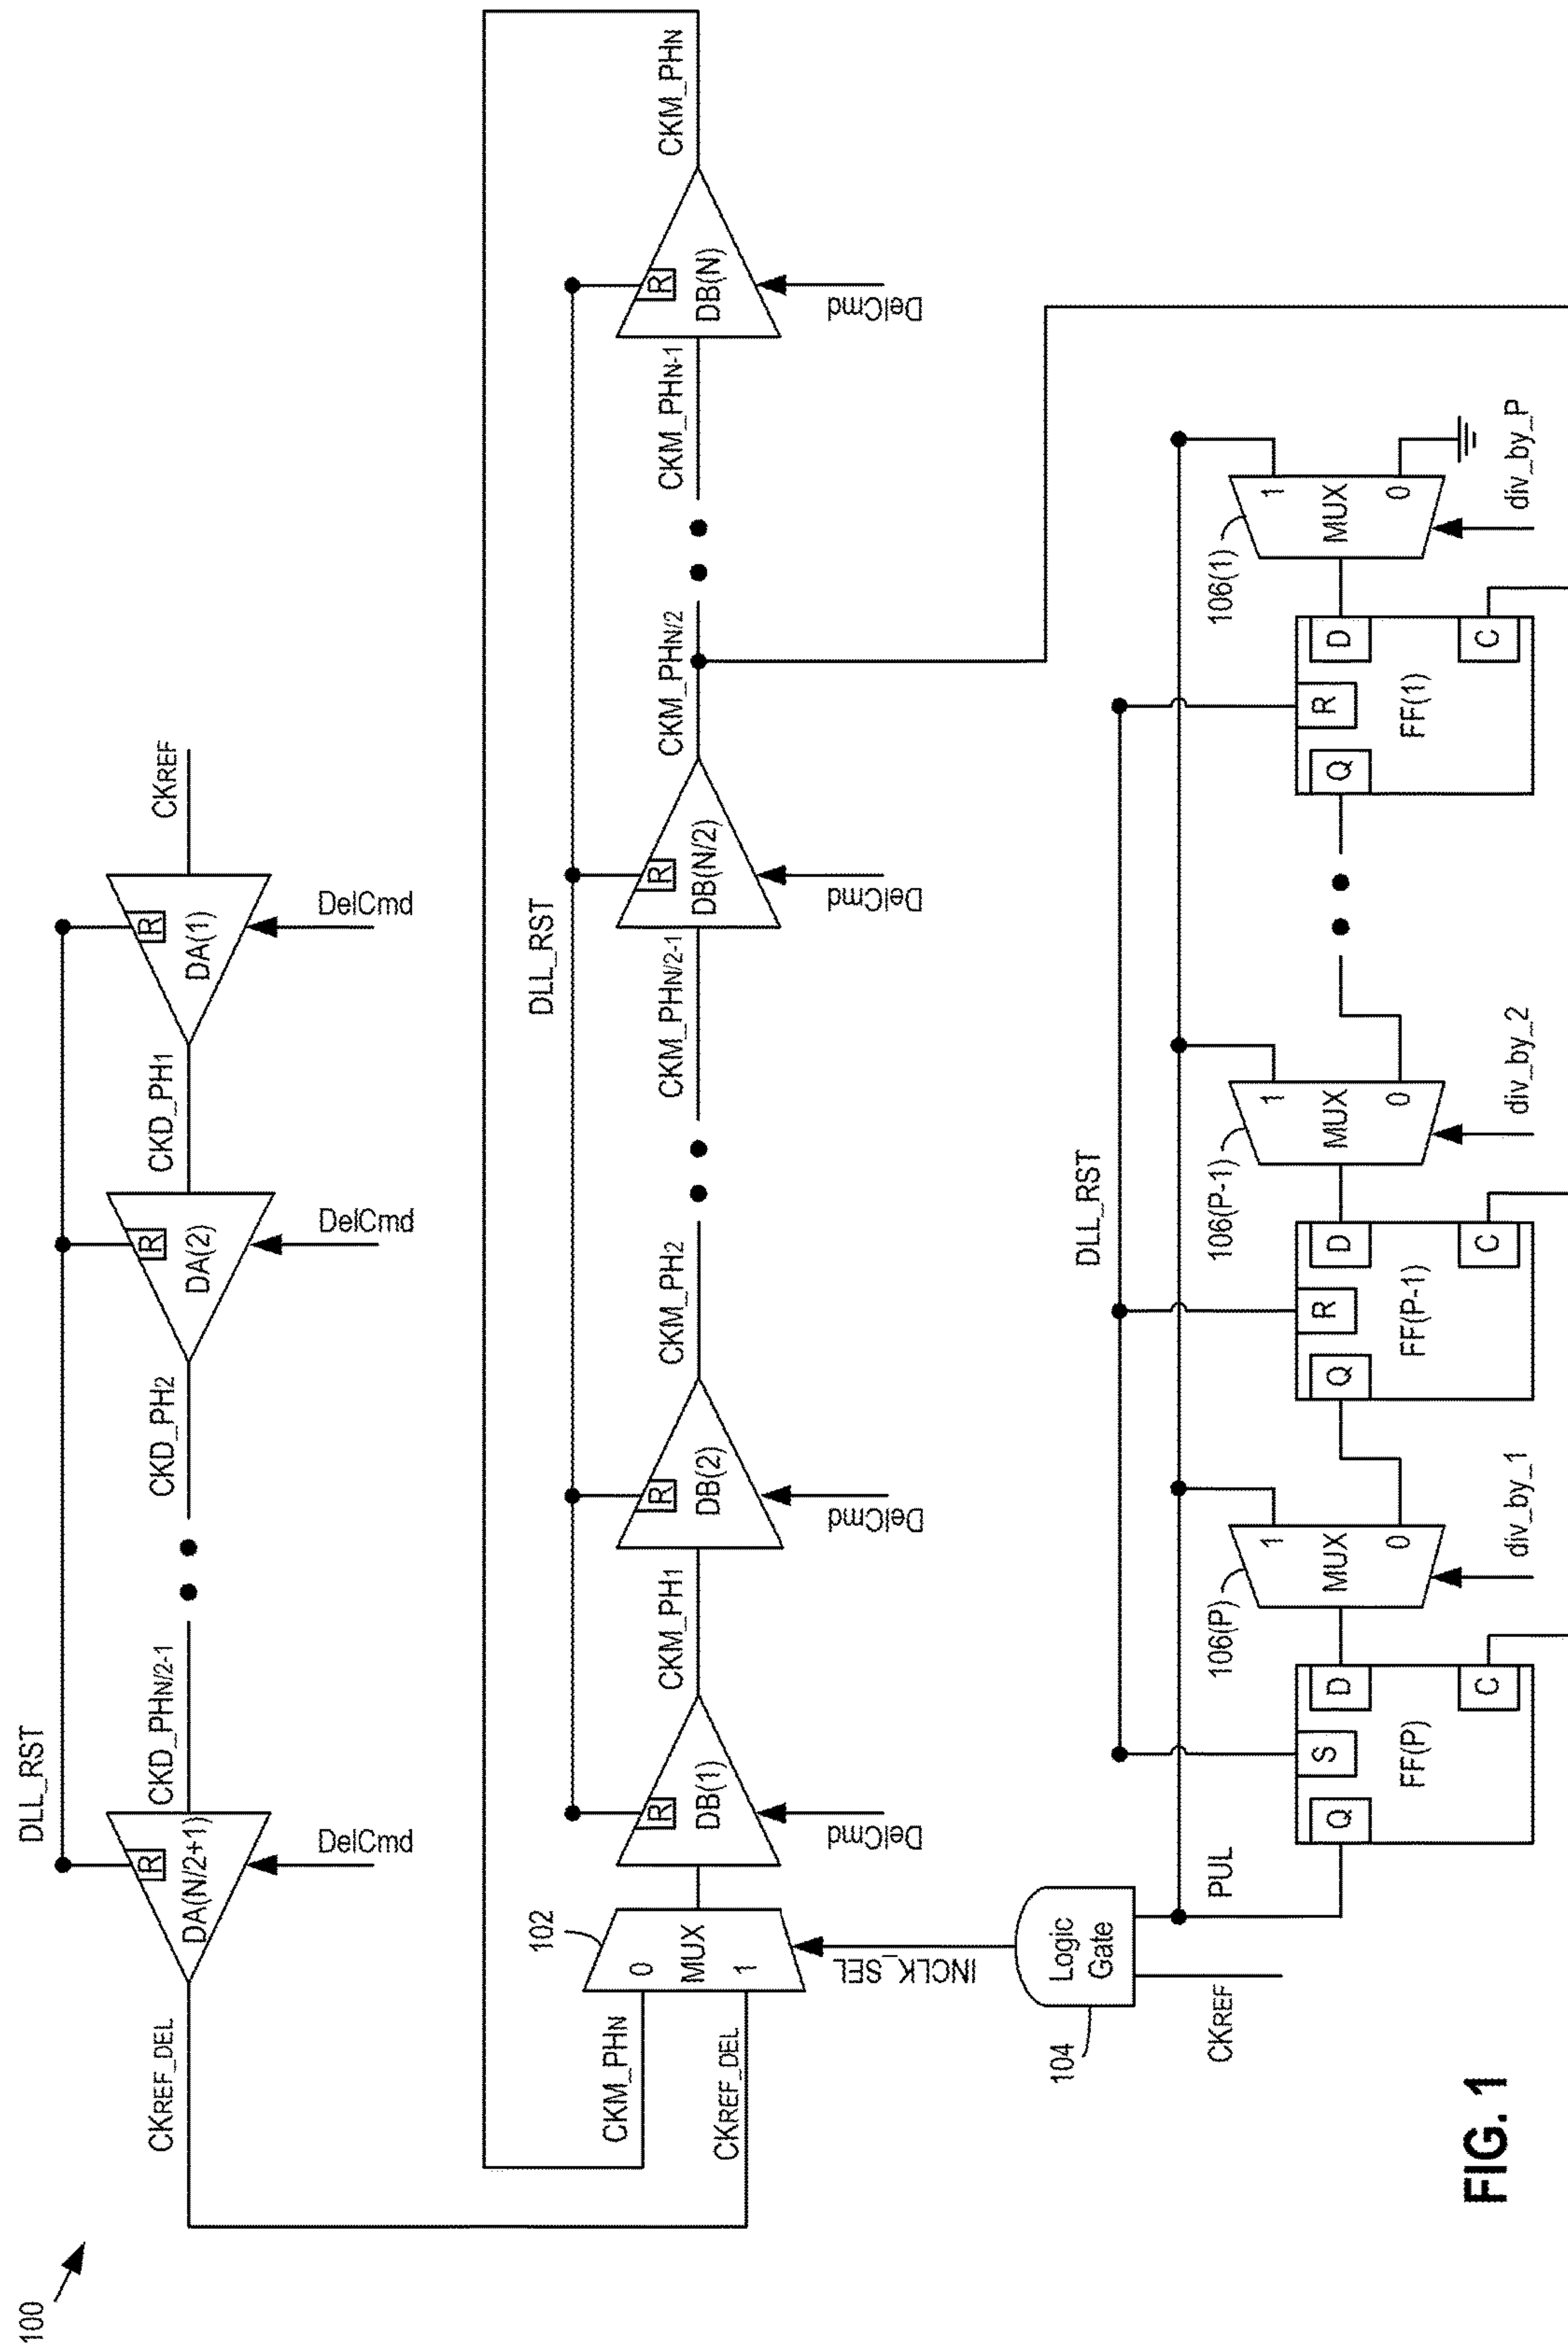 100
DLL_RST
CKREF_DEL
R
DA(N/2+1)
DelCmd
CKD_PHN/2-1
CKD_PH2
R
DA(2)
DelCmd
CKD_PH1
R
DA(1)
DelCmd
CKREF
DLL_RST
CKM_PHN
CKREF_DEL
102
0
MUX
1
INCLK_SEL
R
DB(1)
DelCmd
CKM_PH1
R
DB(2)
DelCmd
CKM_PH2
CKM_PHN/2-1
R
DB(N/2)
DelCmd
CKM_PHN/2
CKM_PHN-1
R
DB(N)
DelCmd
CKM_PHN
104
Logic
Gate
CKREF
PUL
DLL_RST
Q
S
D
C
FF(P)
106(P)
1
MUX
0
div_by_1
Q
R
D
C
FF(P-1)
106(P-1)
1
MUX
0
div_by_2
Q
R
D
C
FF(1)
106(1)
1
MUX
0
div_by_P
FIG. 1